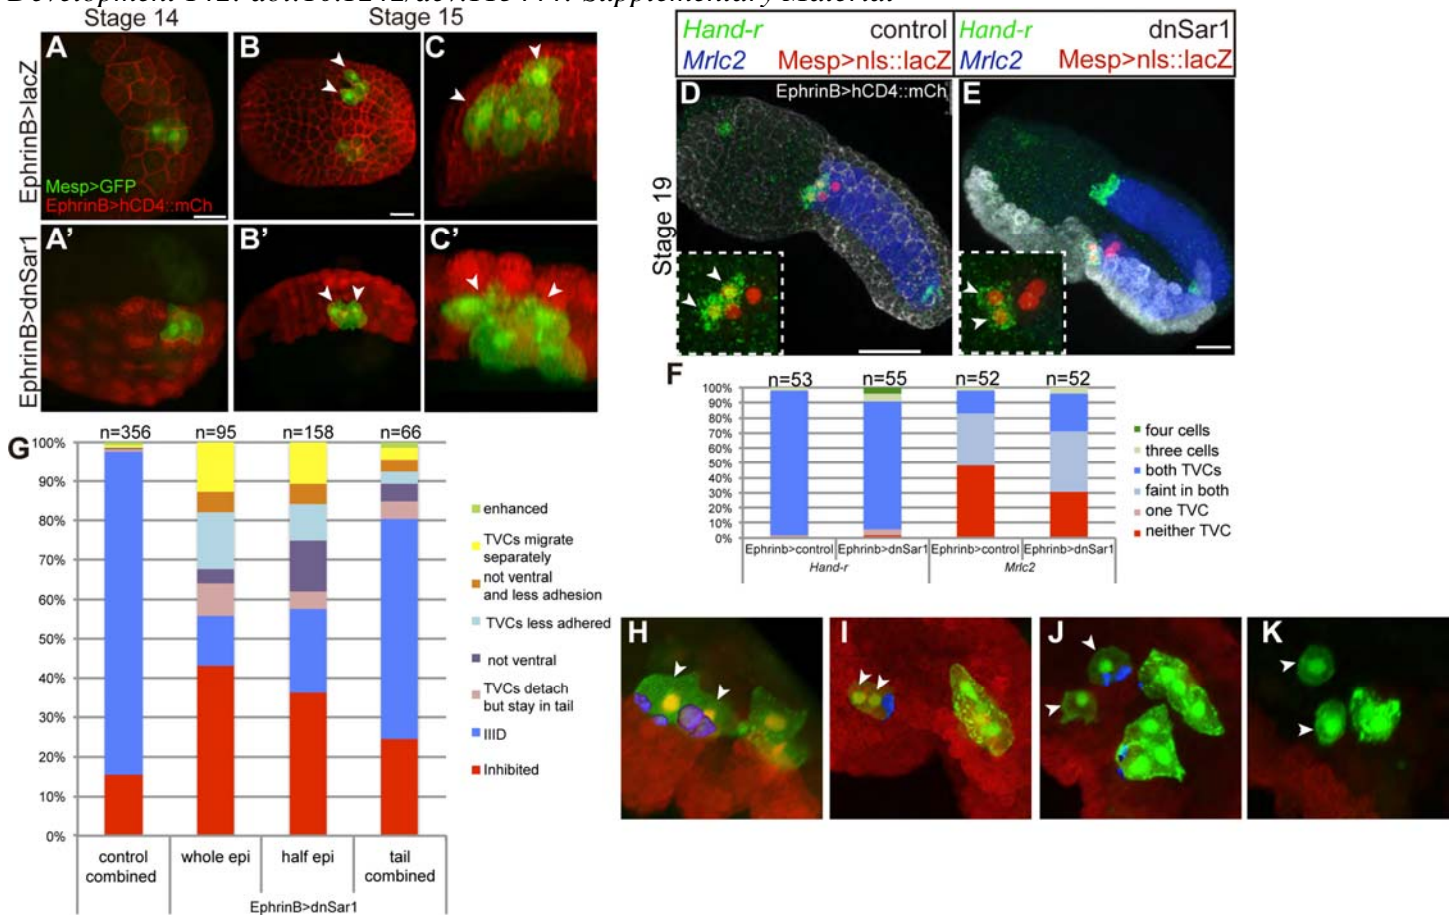 Stage 14
Stage 15
EphrinB>lacZ
EphrinB>dnSar1
A
Mesp>GFP
EphrinB>hCD4::mCh
B
C
A'
B'
C'
Hand-r control
Mrlc2 Mesp>nls::lacZ
Hand-r dnSar1
Mrlc2 Mesp>nls::lacZ
Stage 19
D
EphrinB>hCD4::mCh
E
F
n=53 n=55 n=52 n=52
100%
90%
80%
70%
60%
50%
40%
30%
20%
10%
0%
Ephrinb>control Ephrinb>dnSar1 Ephrinb>control Ephrinb>dnSar1
Hand-r Mrlc2
four cells
three cells
both TVCs
faint in both
one TVC
neither TVC
G
n=356 n=95 n=158 n=66
100%
90%
80%
70%
60%
50%
40%
30%
20%
10%
0%
control combined
whole epi
half epi
tail combined
EphrinB>dnSar1
enhanced
TVCs migrate
separately
not ventral
and less adhesion
TVCs less adhered
not ventral
TVCs detach
but stay in tail
IIID
Inhibited
H
I
J
K